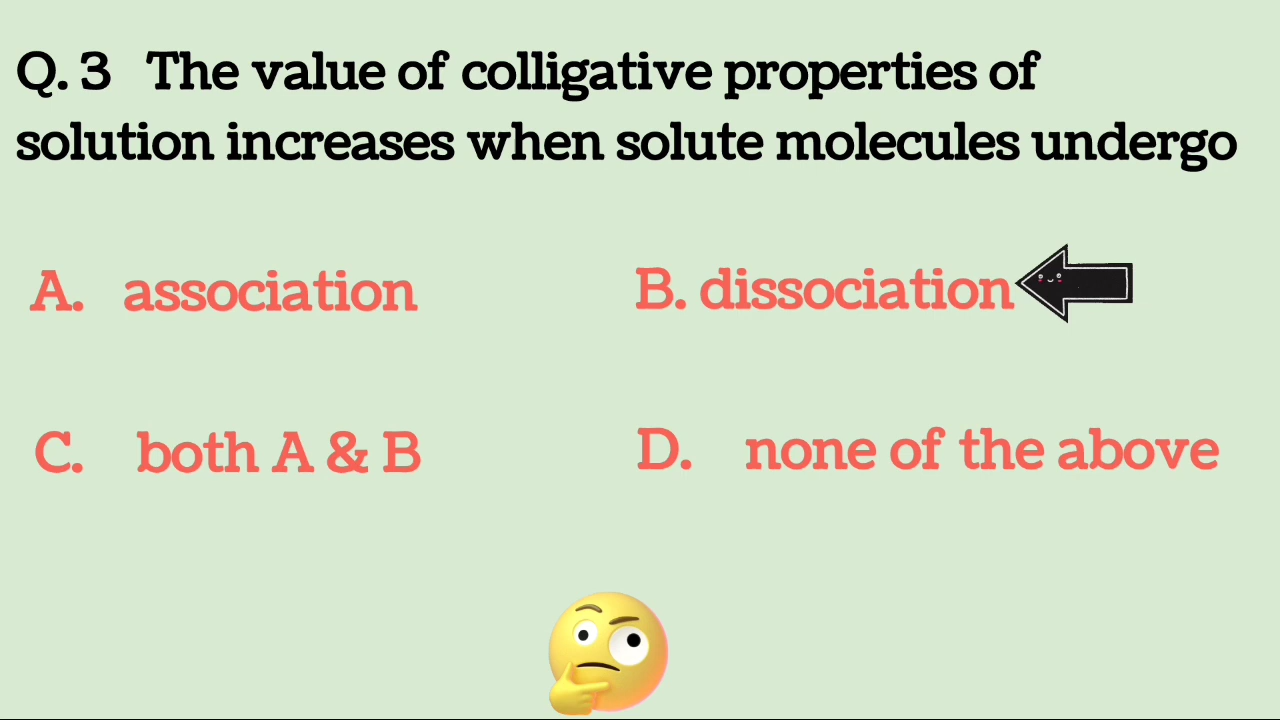 Q. 3 The value of colligative properties of
solution increases when solute molecules undergo
A. association
B. dissociation
C. both A & B
D. none of the above